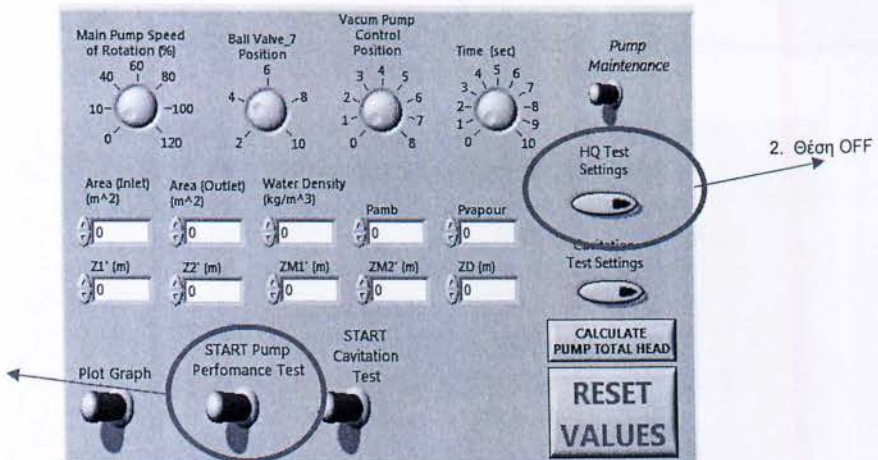 Main Pump Speed
of Rotation (%)
0
10
40
60
80
100
120
Ball Valve_7
Position
2
4
6
8
10
Vacum Pump
Control
Position
0
1
2
3
4
5
6
7
8
Time (sec)
0
1
2
3
4
5
6
7
8
9
10
Pump
Maintenance
HQ Test
Settings
2. Θέση OFF
Area (Inlet)
(m^2)
0
Area (Outlet)
(m^2)
0
Water Density
(kg/m^3)
0
Pamb
0
Pvapour
0
Cavitation
Test Settings
Z1' (m)
0
Z2' (m)
0
ZM1' (m)
0
ZM2' (m)
0
ZD (m)
0
CALCULATE
PUMP TOTAL HEAD
Plot Graph
START Pump
Perfomance Test
START
Cavitation
Test
RESET
VALUES